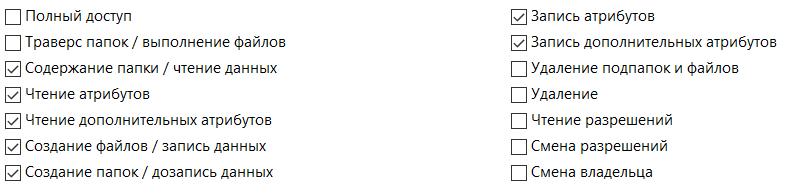 Полный доступ
Траверс папок / выполнение файлов
Содержание папки / чтение данных
Чтение атрибутов
Чтение дополнительных атрибутов
Создание файлов / запись данных
Создание папок / дозапись данных
Запись атрибутов
Запись дополнительных атрибутов
Удаление подпапок и файлов
Удаление
Чтение разрешений
Смена разрешений
Смена владельца